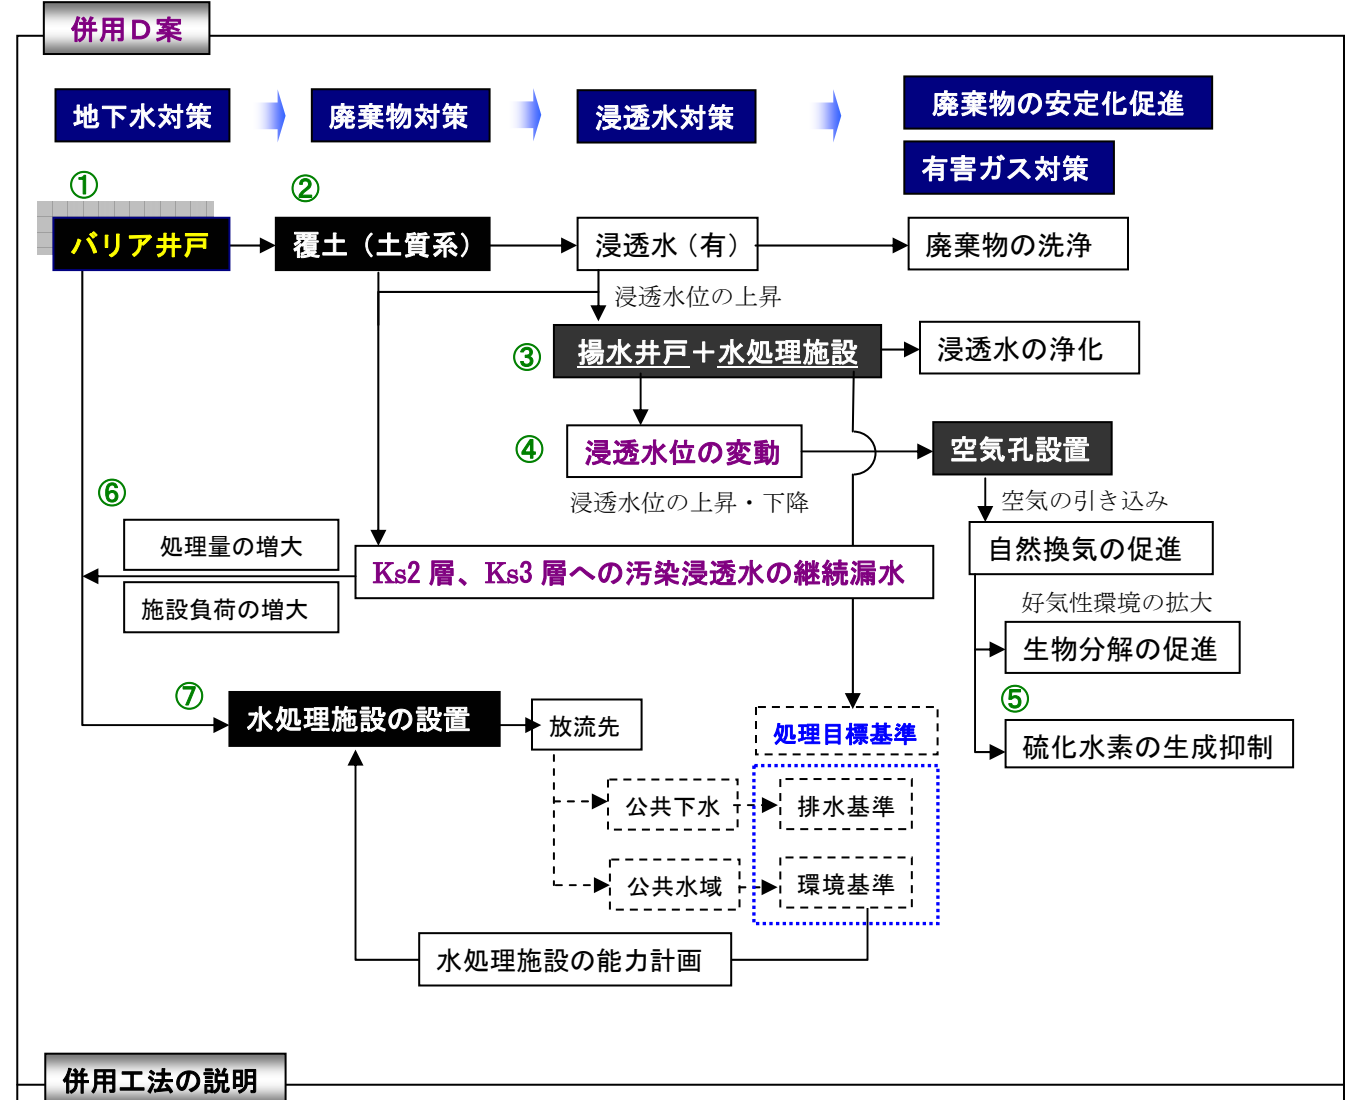 併用Ｄ案
地下水対策
廃棄物対策
浸透水対策
廃棄物の安定化促進
有害ガス対策
①
②
バリア井戸
覆土（土質系）
浸透水（有）
廃棄物の洗浄
浸透水位の上昇
③
揚水井戸＋水処理施設
浸透水の浄化
④
浸透水位の変動
空気孔設置
浸透水位の上昇・下降
空気の引き込み
⑥
処理量の増大
自然換気の促進
Ks2 層、Ks3 層への汚染浸透水の継続漏水
施設負荷の増大
好気性環境の拡大
生物分解の促進
⑤
⑦
水処理施設の設置
放流先
処理目標基準
硫化水素の生成抑制
公共下水
排水基準
公共水域
環境基準
水処理施設の能力計画
併用工法の説明